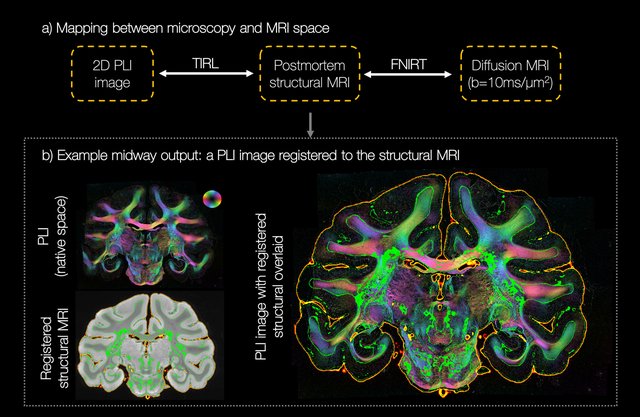 a) Mapping between microscopy and MRI space
2D PLI
image
TIRL
Postmortem
structural MRI
FNIRT
Diffusion MRI
(b=10ms/μm²)
b) Example midway output: a PLI image registered to the structural MRI
PLI
(native space)
Registered
structural MRI
PLI image with registered
structural overlaid